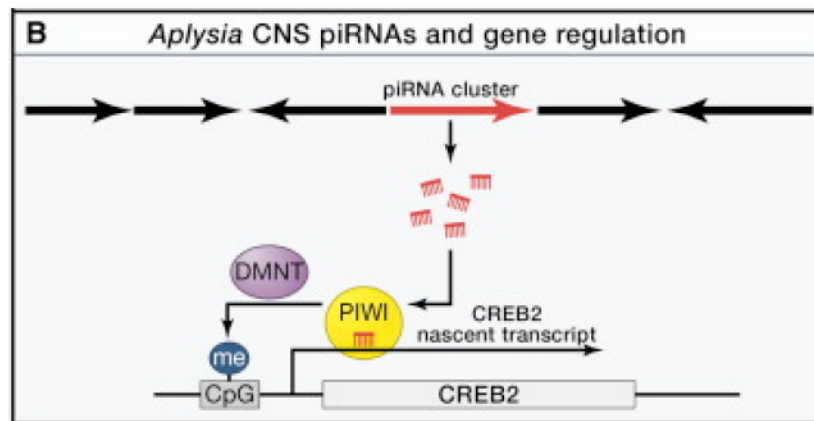 B Aplysia CNS piRNAs and gene regulation
piRNA cluster
DMNT
PIWI
CREB2
nascent transcript
me
CpG
CREB2